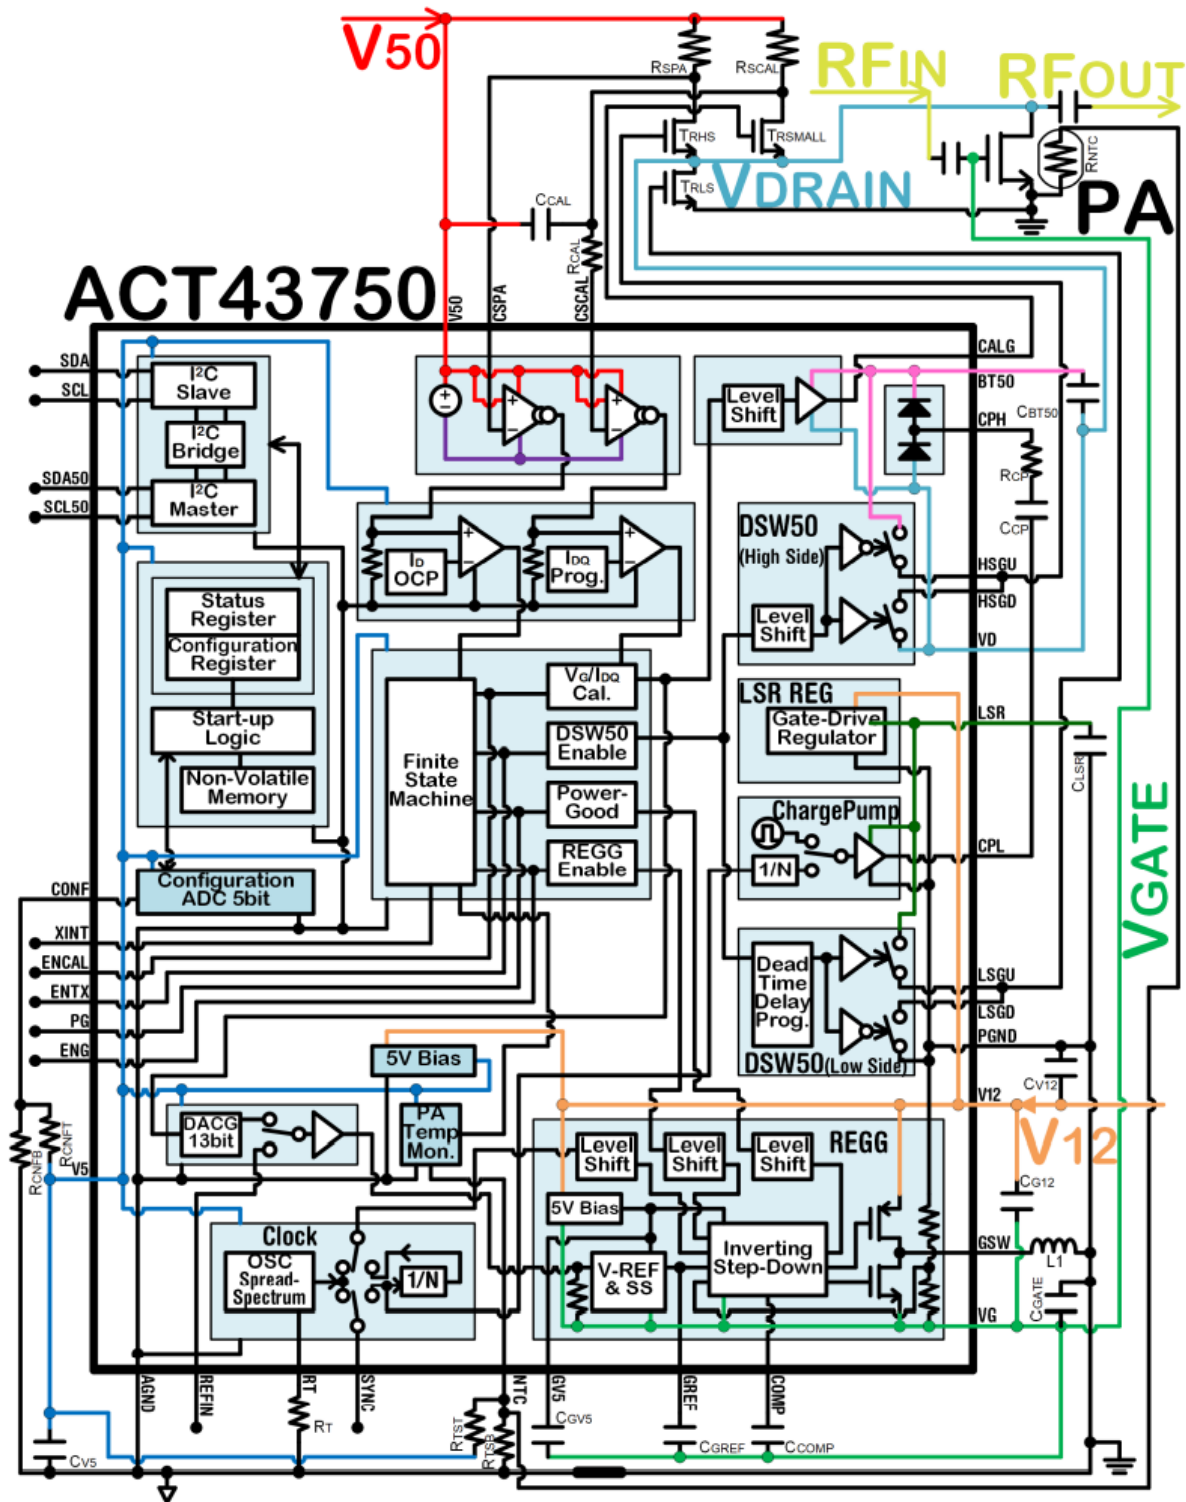 V50
RSPA
RSCAL
RFIN
RFOUT
TRHS
TRSMALL
RNTC
TRLS
VDRAIN
PA
CCAL
RCAL
ACT43750
V50
CSPA
CSCAL
SDA
SCL
SDA50
SCL50
I²C
Slave
I²C
Bridge
I²C
Master
+
−
+
−
+
−
Level
Shift
CALG
BT50
CPH
CBT50
RCP
CCP
ID
OCP
+
−
IDQ
Prog.
+
−
DSW50
(High Side)
Level
Shift
HSGU
HSGD
VD
Status
Register
Configuration
Register
Start-up
Logic
Non-Volatile
Memory
Configuration
ADC 5bit
Finite
State
Machine
VG/IDQ
Cal.
DSW50
Enable
Power-
Good
REGG
Enable
LSR REG
Gate-Drive
Regulator
LSR
CLSR
ChargePump
1/N
CPL
VGATE
CONF
XINT
ENCAL
ENTX
PG
ENG
Dead
Time
Delay
Prog.
DSW50(Low Side)
LSGU
LSGD
PGND
CV12
V12
V12
5V Bias
DACG
13bit
PA
Temp
Mon.
RCNFB
RCNFT
V5
Level
Shift
Level
Shift
Level
Shift
REGG
5V Bias
V-REF
& SS
Inverting
Step-Down
CG12
GSW
L1
CGATE
VG
Clock
OSC
Spread-
Spectrum
1/N
AGND
REFIN
RT
SYNC
NTC
GV5
GREF
COMP
RT
RTST
RTSB
CGV5
CGREF
CCOMP
CV5